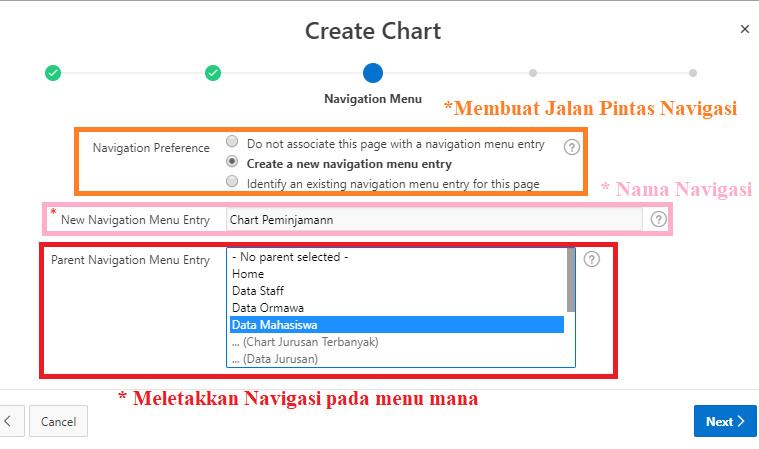 Create Chart
Navigation Menu
*Membuat Jalan Pintas Navigasi
Navigation Preference
Do not associate this page with a navigation menu entry
Create a new navigation menu entry
Identify an existing navigation menu entry for this page
* Nama Navigasi
* New Navigation Menu Entry
Chart Peminjamann
Parent Navigation Menu Entry
- No parent selected -
Home
Data Staff
Data Ormawa
Data Mahasiswa
... (Chart Jurusan Terbanyak)
... (Data Jurusan)
* Meletakkan Navigasi pada menu mana
Cancel
Next